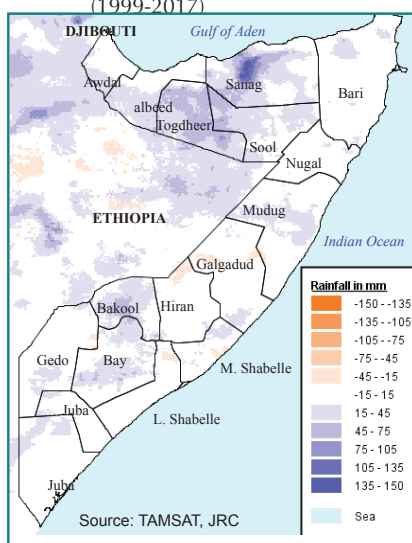 (1999-2017)
DJIBOUTI
Gulf of Aden
Awdal
Sanag
Bari
albeed
Togdheer
Sool
Nugal
Mudug
ETHIOPIA
Indian Ocean
Galgadud
Bakool
Hiran
Gedo
Bay
M. Shabelle
Juba
L. Shabelle
Juba
Source: TAMSAT, JRC
Rainfall in mm
-150 - -135
-135 - -105
-105 - -75
-75 - -45
-45 - -15
-15 - 15
15 - 45
45 - 75
75 - 105
105 - 135
135 - 150
Sea